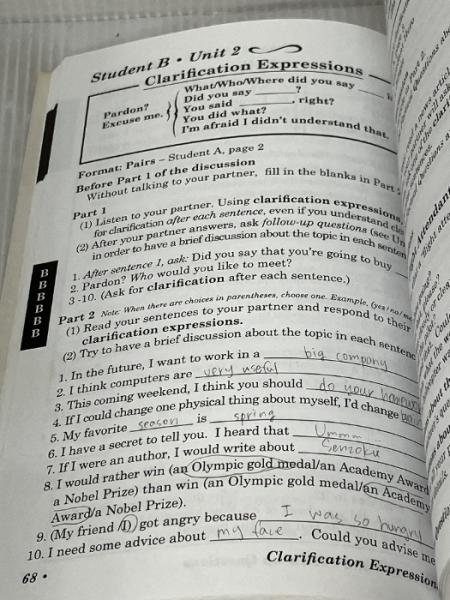 Student B • Unit 2
Clarification Expressions
What/Who/Where did you say
Did you say ______?
Pardon?
Excuse me.
You said ______, right?
You did what?
I'm afraid I didn't understand that.
Format: Pairs – Student A, page 2
Before Part 1 of the discussion
Without talking to your partner, fill in the blanks in Part
Part 1
(1) Listen to your partner. Using clarification expressions,
for clarification after each sentence, even if you understand
(2) After your partner answers, ask follow-up questions (see
in order to have a brief discussion about the topic in each
1. After sentence 1, ask: Did you say that you're going to buy
2. Pardon? Who would you like to meet?
3 -10. (Ask for clarification after each sentence.)
Part 2 Note: When there are choices in parentheses, choose one. Example, (yes/no/
(1) Read your sentences to your partner and respond to their
clarification expressions.
(2) Try to have a brief discussion about the topic in each
1. In the future, I want to work in a big company
2. I think computers are very useful
3. This coming weekend, I think you should do your
4. If I could change one physical thing about myself, I'd change
5. My favorite season is spring
6. I have a secret to tell you. I heard that Ummm
7. If I were an author, I would write about Senzoku
8. I would rather win (an Olympic gold medal/an Academy Award
a Nobel Prize) than win (an Olympic gold medal/an Academy
Award/a Nobel Prize).
9. (My friend/I) got angry because I was so hungry
10. I need some advice about my face. Could you advise me
68 •
Clarification
B
B
B
B
B
B